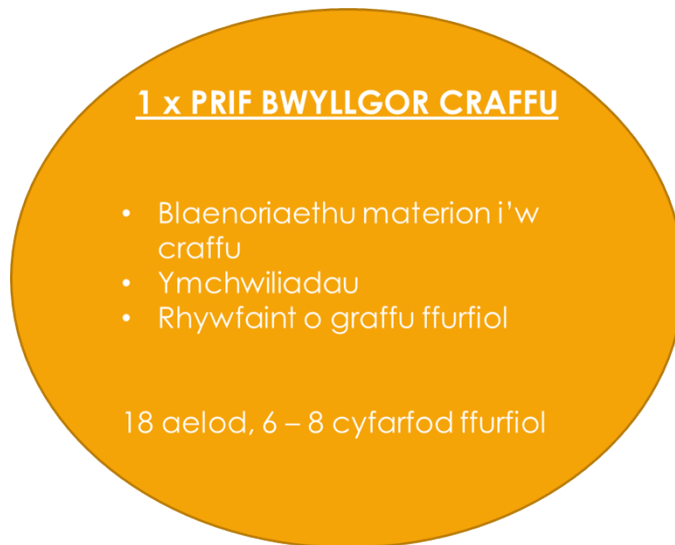 1 x PRIF BWYLLGOR CRAFFU
• Blaenoriaethu materion i'w
craffu
• Ymchwiliadau
• Rhywfaint o graffu ffurfiol
18 aelod, 6 – 8 cyfarfod ffurfiol